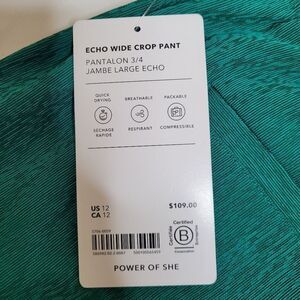 ECHO WIDE CROP PANT
PANTALON 3/4
JAMBE LARGE ECHO
QUICK
DRYING
BREATHABLE
PACKABLE
SECHAGE
RAPIDE
RESPIRANT
COMPRESSIBLE
US 12
CA 12
$109.00
Certified
B
Corporation
POWER OF SHE